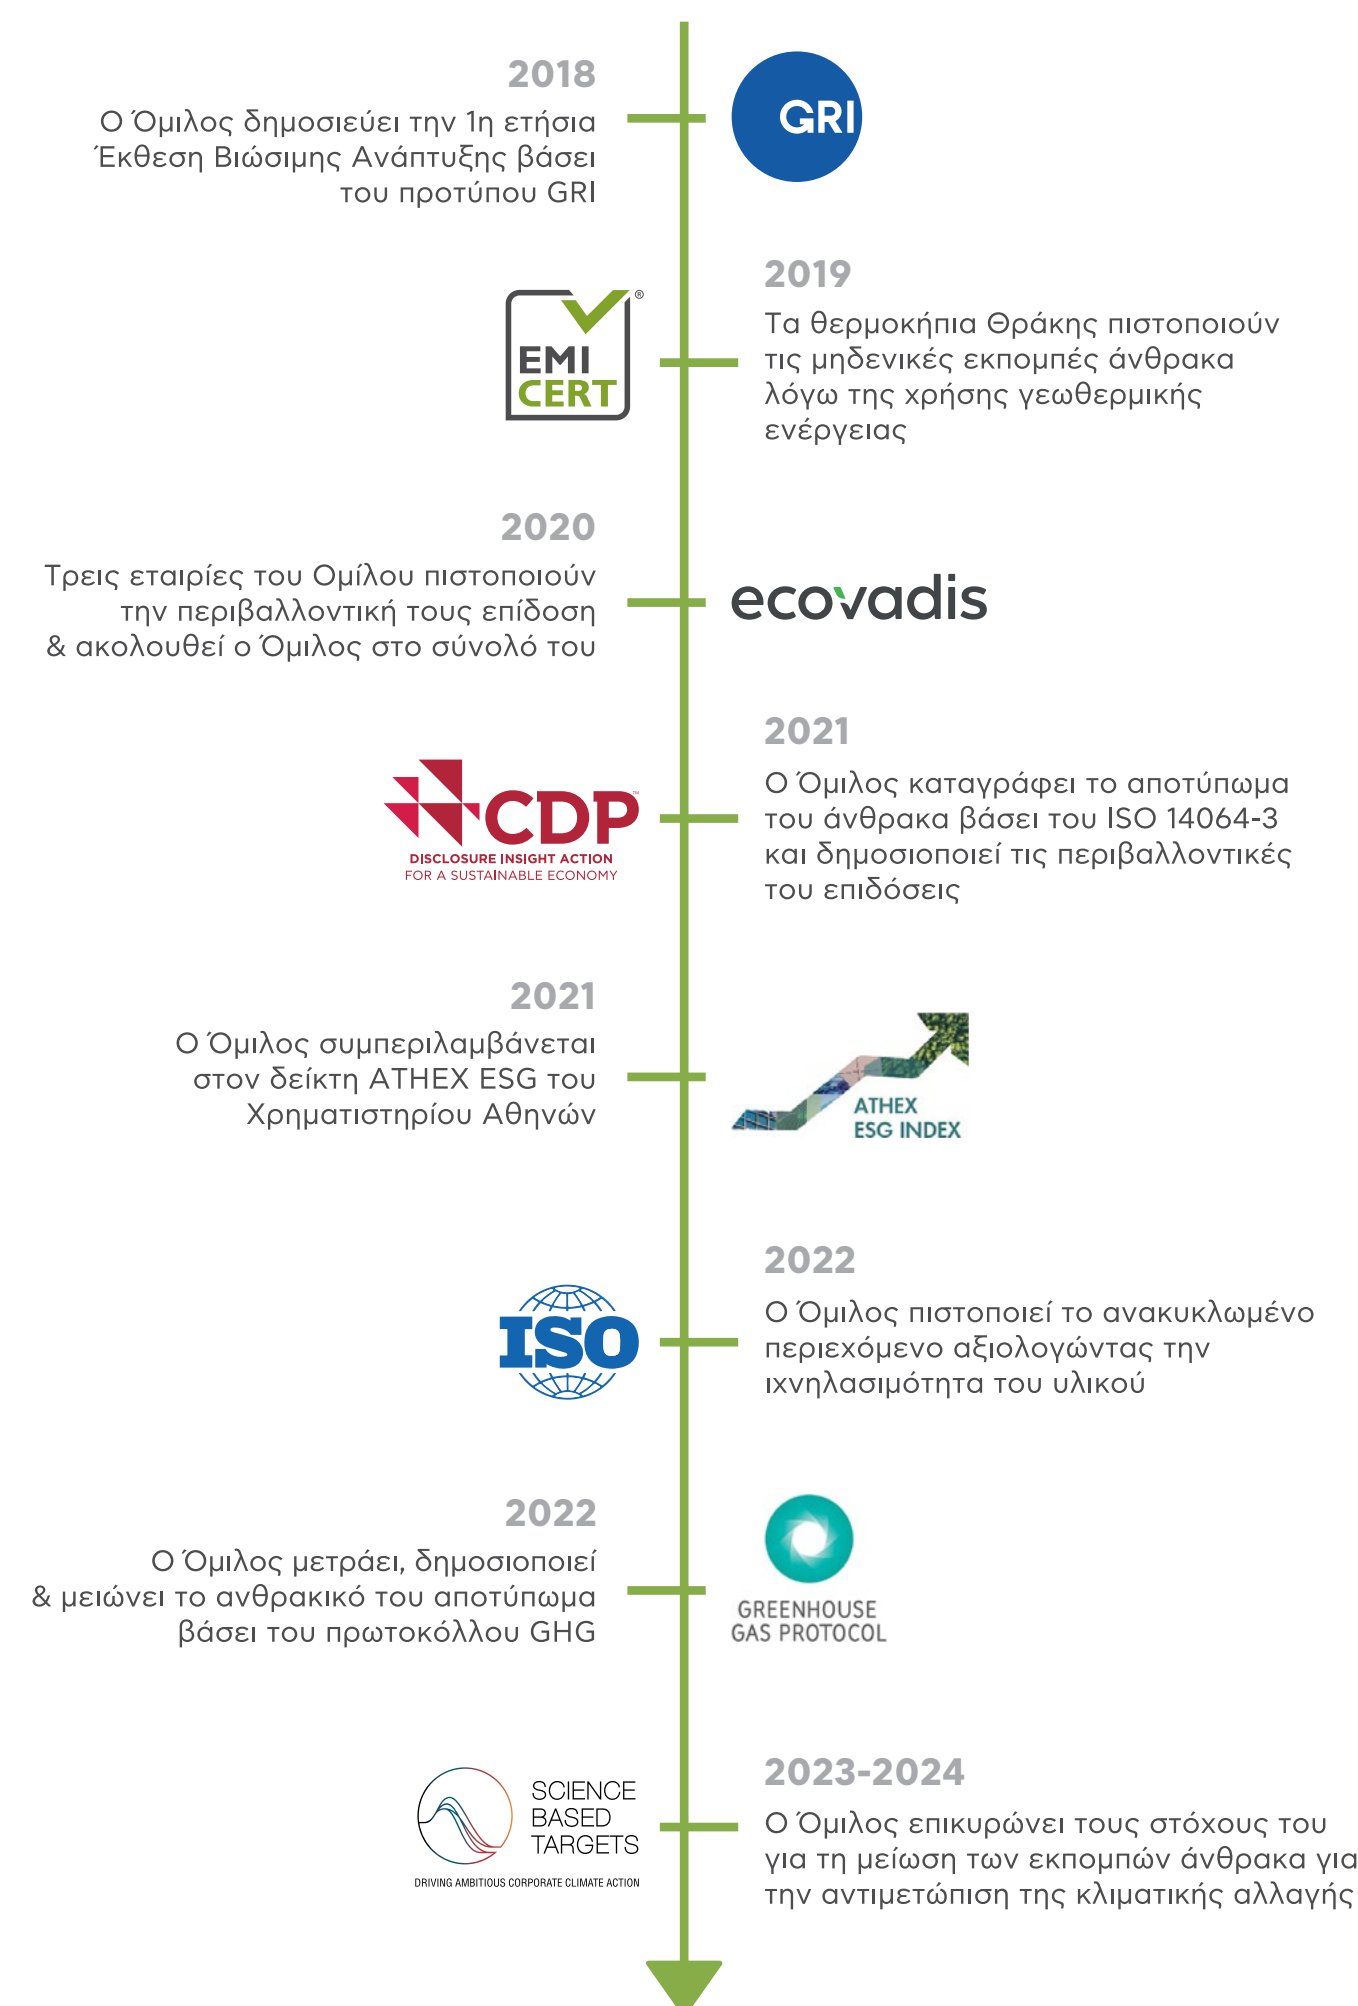 2018
Ο Όμιλος δημοσιεύει την 1η ετήσια
Έκθεση Βιώσιμης Ανάπτυξης βάσει
του προτύπου GRI
GRI
EMI
CERT
®
2019
Τα θερμοκήπια Θράκης πιστοποιούν
τις μηδενικές εκπομπές άνθρακα
λόγω της χρήσης γεωθερμικής
ενέργειας
2020
Τρεις εταιρίες του Ομίλου πιστοποιούν
την περιβαλλοντική τους επίδοση
& ακολουθεί ο Όμιλος στο σύνολό του
ecovadis
CDP™
DISCLOSURE INSIGHT ACTION
FOR A SUSTAINABLE ECONOMY
2021
Ο Όμιλος καταγράφει το αποτύπωμα
του άνθρακα βάσει του ISO 14064-3
και δημοσιοποιεί τις περιβαλλοντικές
του επιδόσεις
2021
Ο Όμιλος συμπεριλαμβάνεται
στον δείκτη ATHEX ESG του
Χρηματιστηρίου Αθηνών
ATHEX
ESG INDEX
ISO
2022
Ο Όμιλος πιστοποιεί το ανακυκλωμένο
περιεχόμενο αξιολογώντας την
ιχνηλασιμότητα του υλικού
2022
Ο Όμιλος μετράει, δημοσιοποιεί
& μειώνει το ανθρακικό του αποτύπωμα
βάσει του πρωτοκόλλου GHG
GREENHOUSE
GAS PROTOCOL
SCIENCE
BASED
TARGETS
DRIVING AMBITIOUS CORPORATE CLIMATE ACTION
2023-2024
Ο Όμιλος επικυρώνει τους στόχους του
για τη μείωση των εκπομπών άνθρακα για
την αντιμετώπιση της κλιματικής αλλαγής